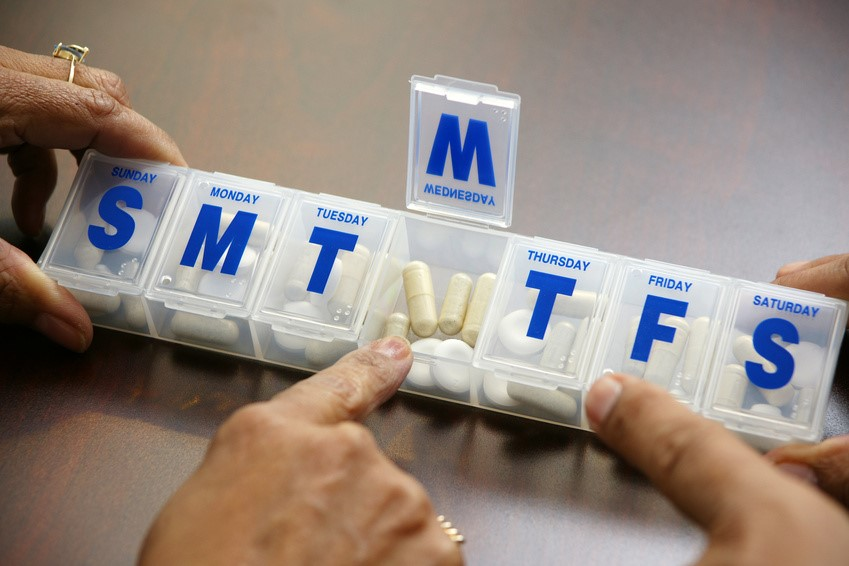 SUNDAY
S
MONDAY
M
TUESDAY
T
W
WEDNESDAY
THURSDAY
T
FRIDAY
F
SATURDAY
S